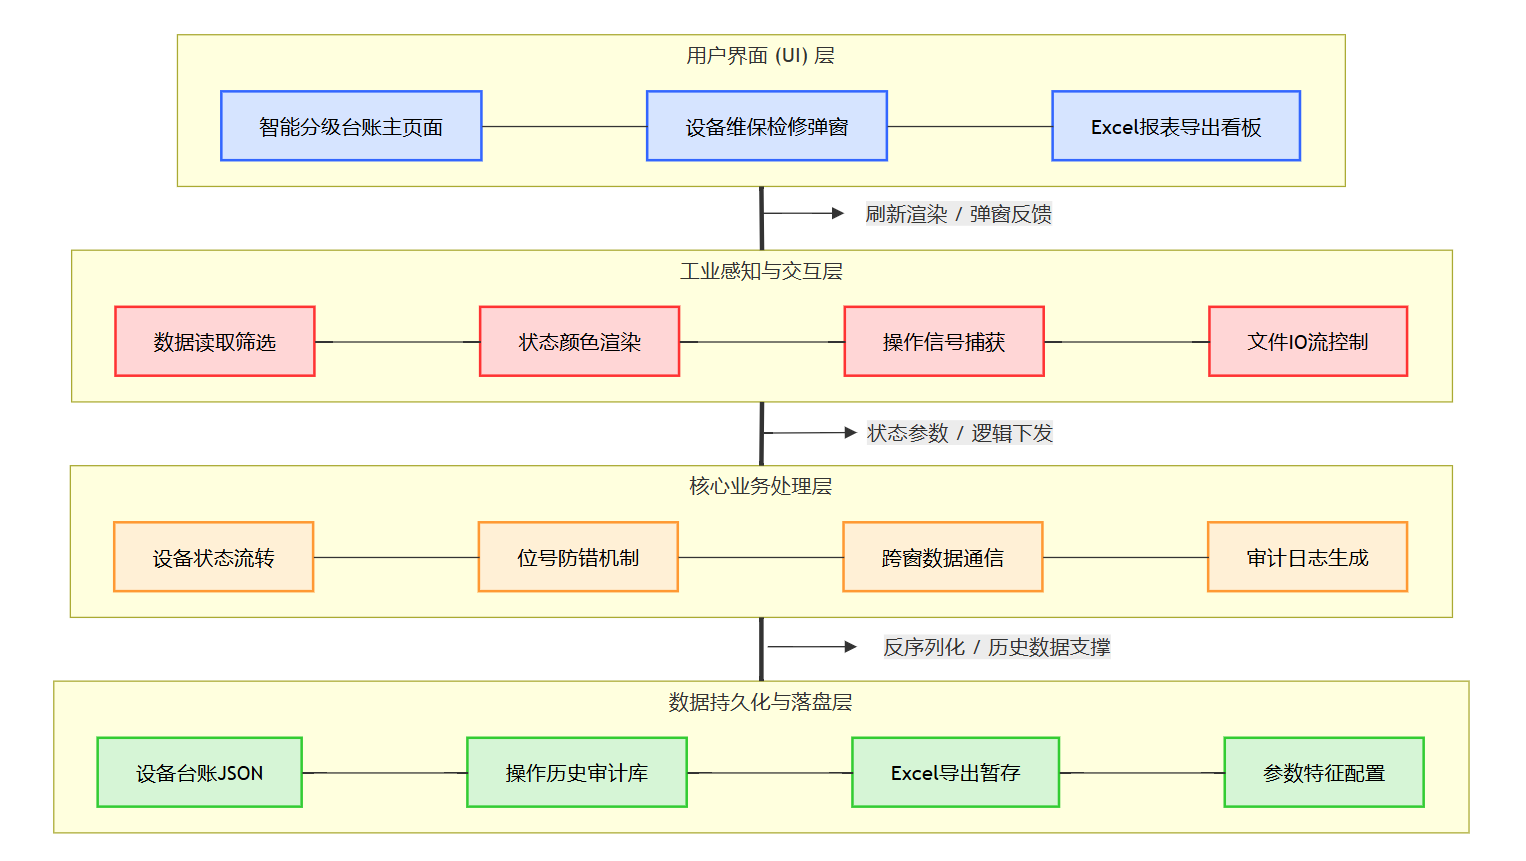 用户界面 (UI) 层
智能分级台账主页面
设备维保检修弹窗
Excel报表导出看板
刷新渲染 / 弹窗反馈
工业感知与交互层
数据读取筛选
状态颜色渲染
操作信号捕获
文件IO流控制
状态参数 / 逻辑下发
核心业务处理层
设备状态流转
位号防错机制
跨窗数据通信
审计日志生成
反序列化 / 历史数据支撑
数据持久化与落盘层
设备台账JSON
操作历史审计库
Excel导出暂存
参数特征配置